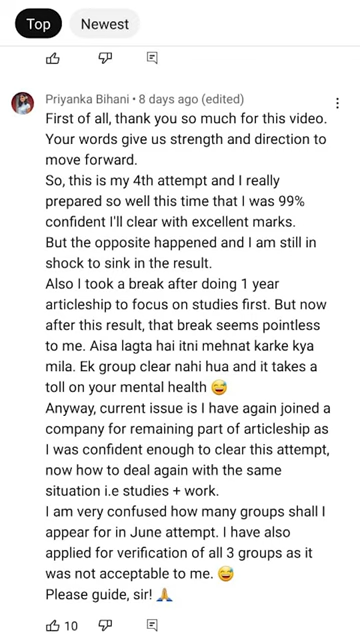 Top Newest
Priyanka Bihani • 8 days ago (edited)
First of all, thank you so much for this video.
Your words give us strength and direction to
move forward.
So, this is my 4th attempt and I really
prepared so well this time that I was 99%
confident I'll clear with excellent marks.
But the opposite happened and I am still in
shock to sink in the result.
Also I took a break after doing 1 year
articleship to focus on studies first. But now
after this result, that break seems pointless
to me. Aisa lagta hai itni mehnat karke kya
mila. Ek group clear nahi hua and it takes a
toll on your mental health 😅
Anyway, current issue is I have again joined a
company for remaining part of articleship as
I was confident enough to clear this attempt,
now how to deal again with the same
situation i.e studies + work.
I am very confused how many groups shall I
appear for in June attempt. I have also
applied for verification of all 3 groups as it
was not acceptable to me. 😅
Please guide, sir! 🙏
10